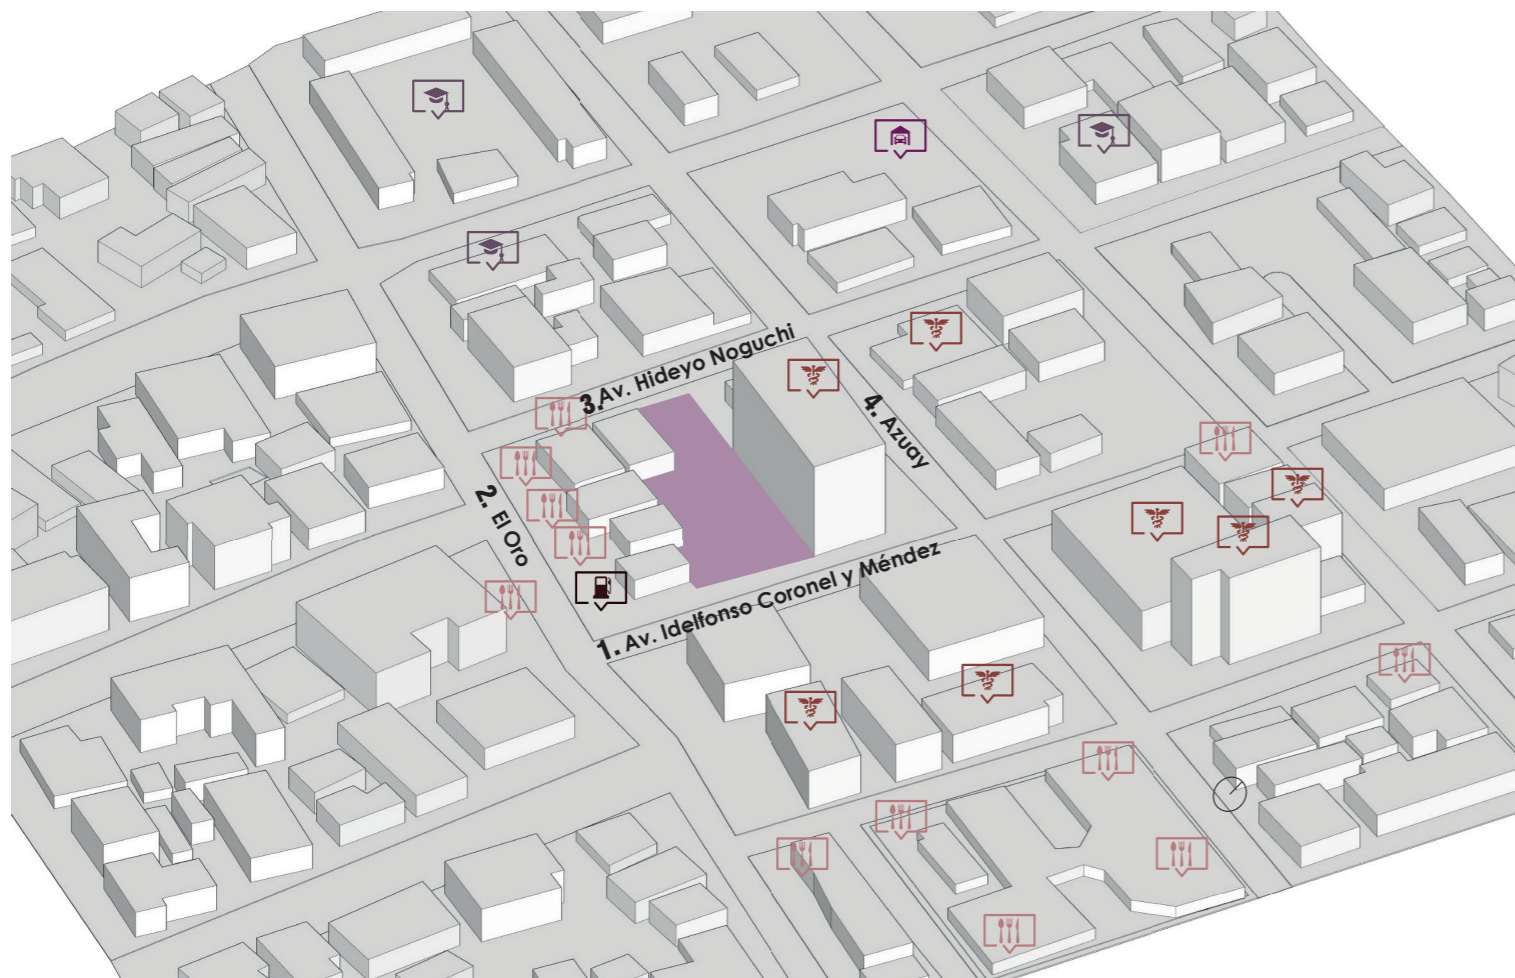 3.Av. Hideyo Noguchi
4. Azuay
2. El Oro
1. Av. Idelfonso Coronel y Méndez